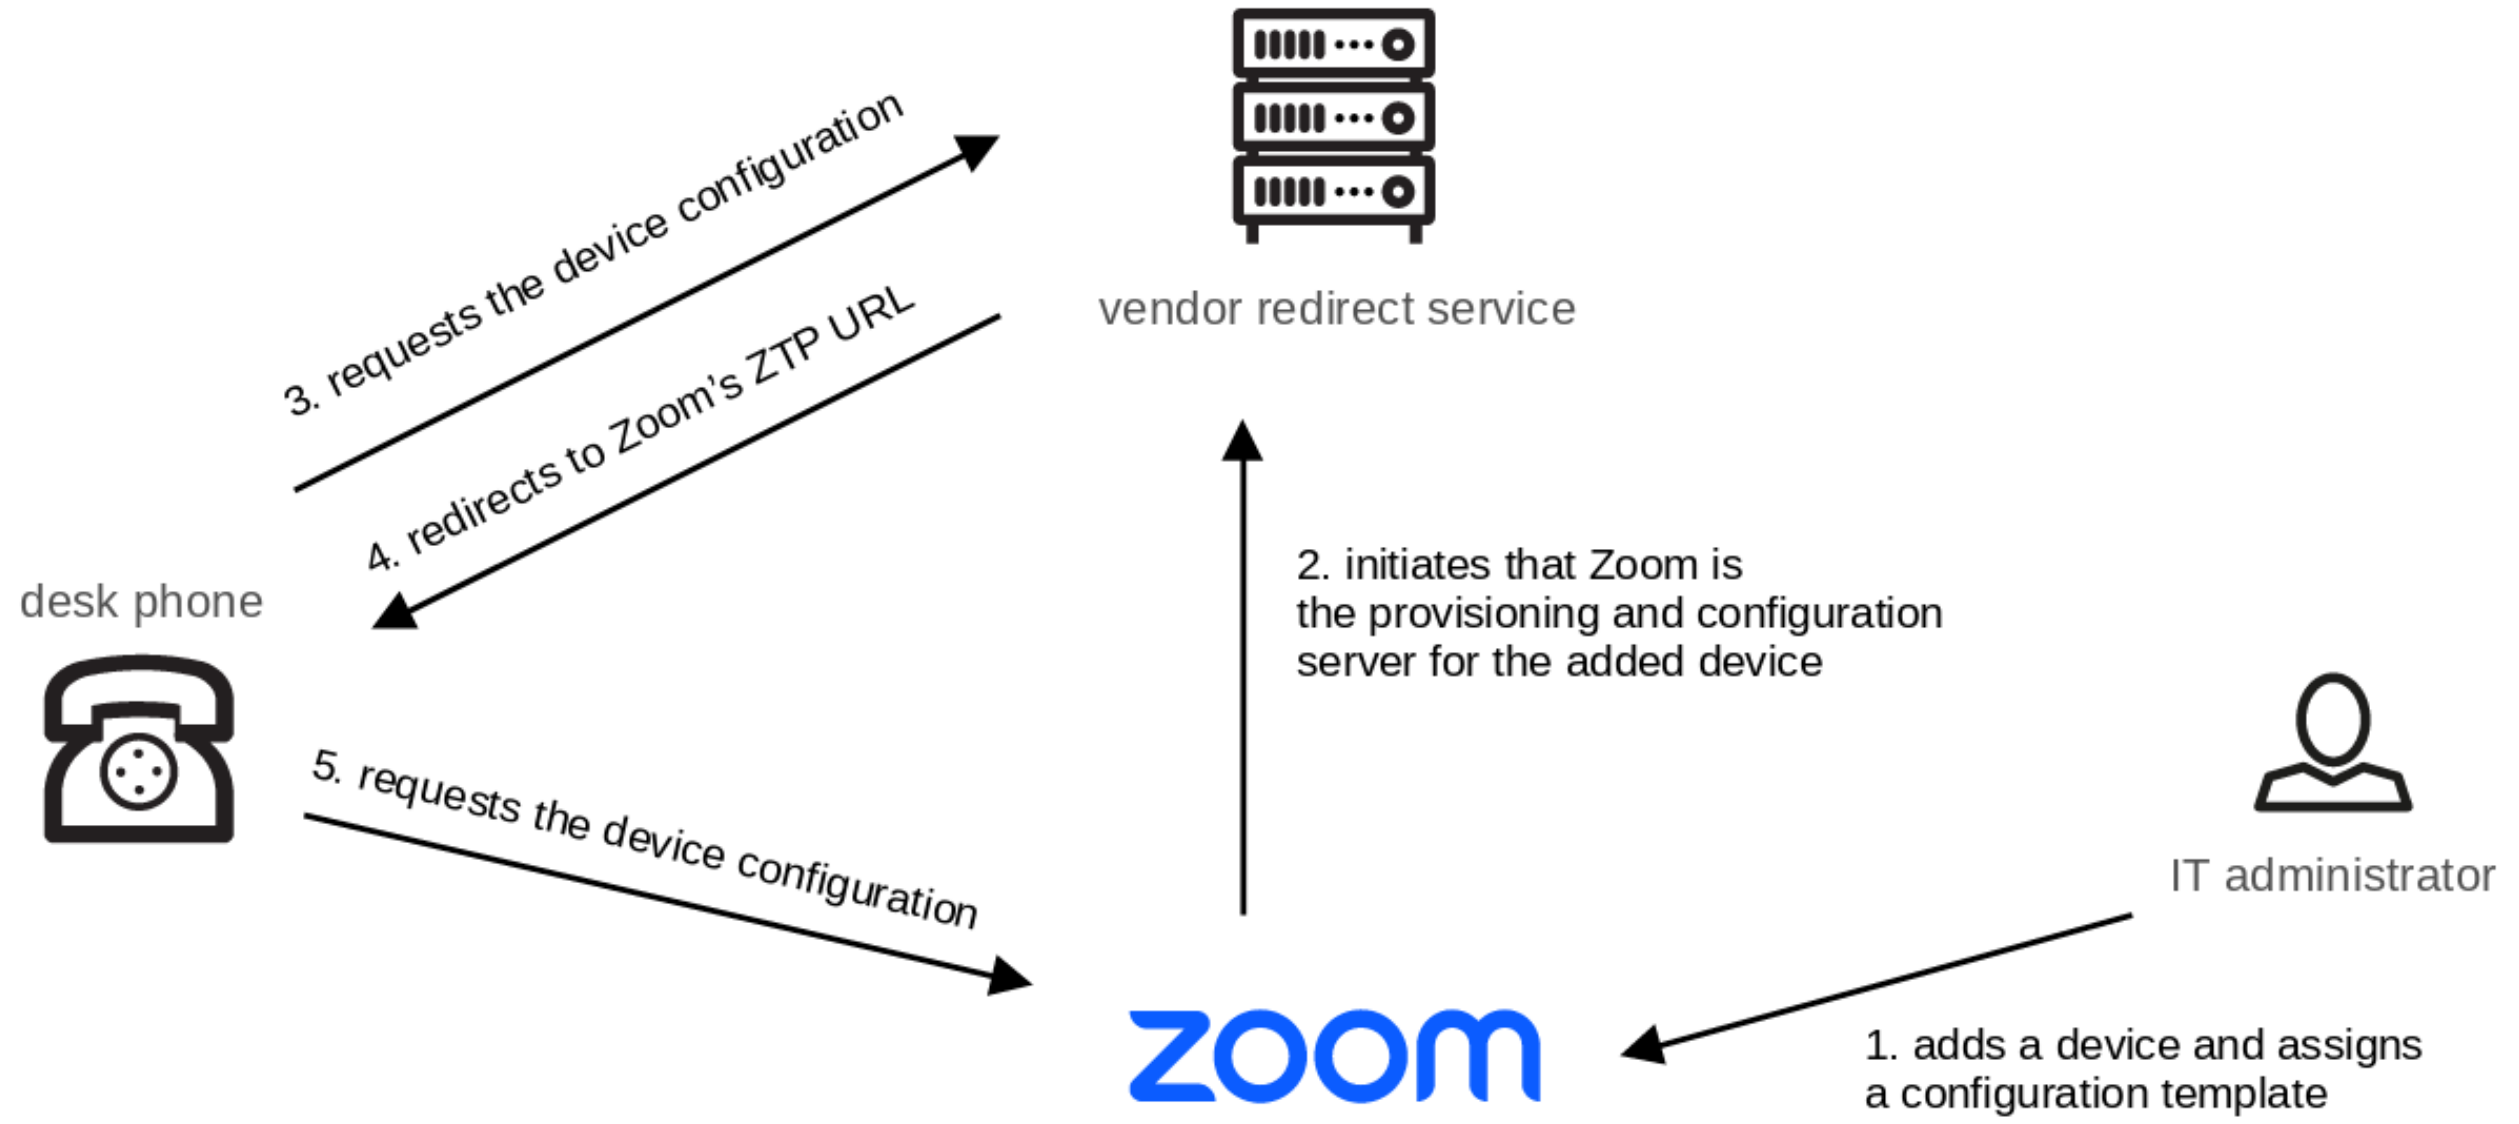 3. requests the device configuration
vendor redirect service
4. redirects to Zoom’s ZTP URL
2. initiates that Zoom is
the provisioning and configuration
server for the added device
desk phone
5. requests the device configuration
IT administrator
zoom
1. adds a device and assigns
a configuration template